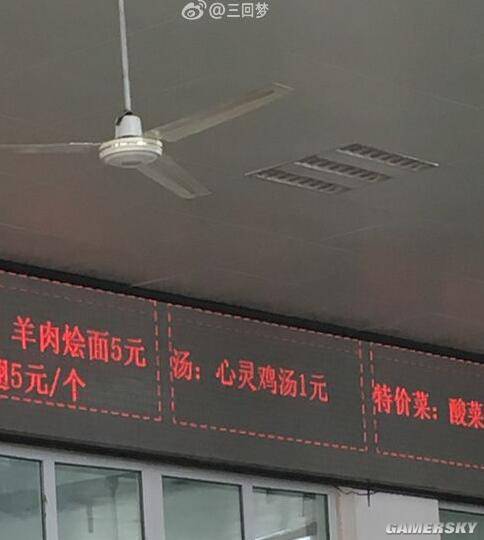 @三回梦
羊肉烩面5元
翅5元/个
汤：心灵鸡汤1元
特价菜：酸菜
GAMERSKY